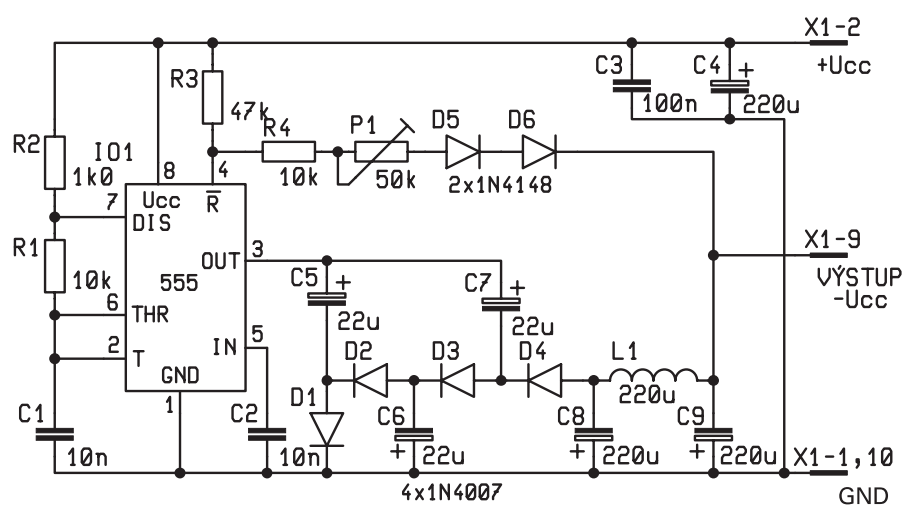 X1-2
+Ucc
C3
100n
C4
+
220u
R3
47k
R4
10k
P1
50k
D5
D6
2x1N4148
R2
1k0
IO1
8
4
7
Ucc
R
DIS
R1
10k
OUT
3
555
6
THR
2
T
IN
5
GND
1
C5
+
22u
C7
+
22u
X1-9
VÝSTUP
-Ucc
D2
D3
D4
L1
220u
D1
C1
10n
C2
10n
C6
+
22u
C8
+
220u
C9
+
220u
X1-1,10
GND
4x1N4007